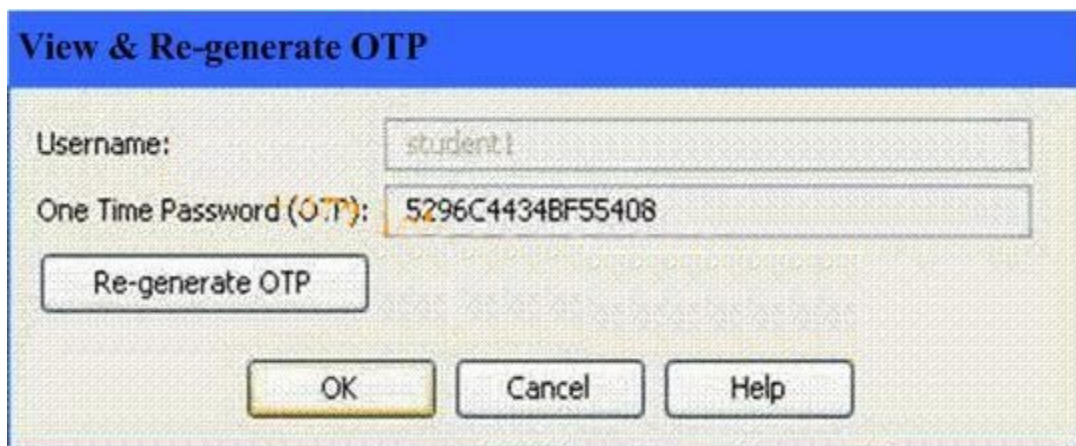 View & Re-generate OTP
Username: student1
One Time Password (OTP): 5296C4434BF55408
Re-generate OTP
OK Cancel Help